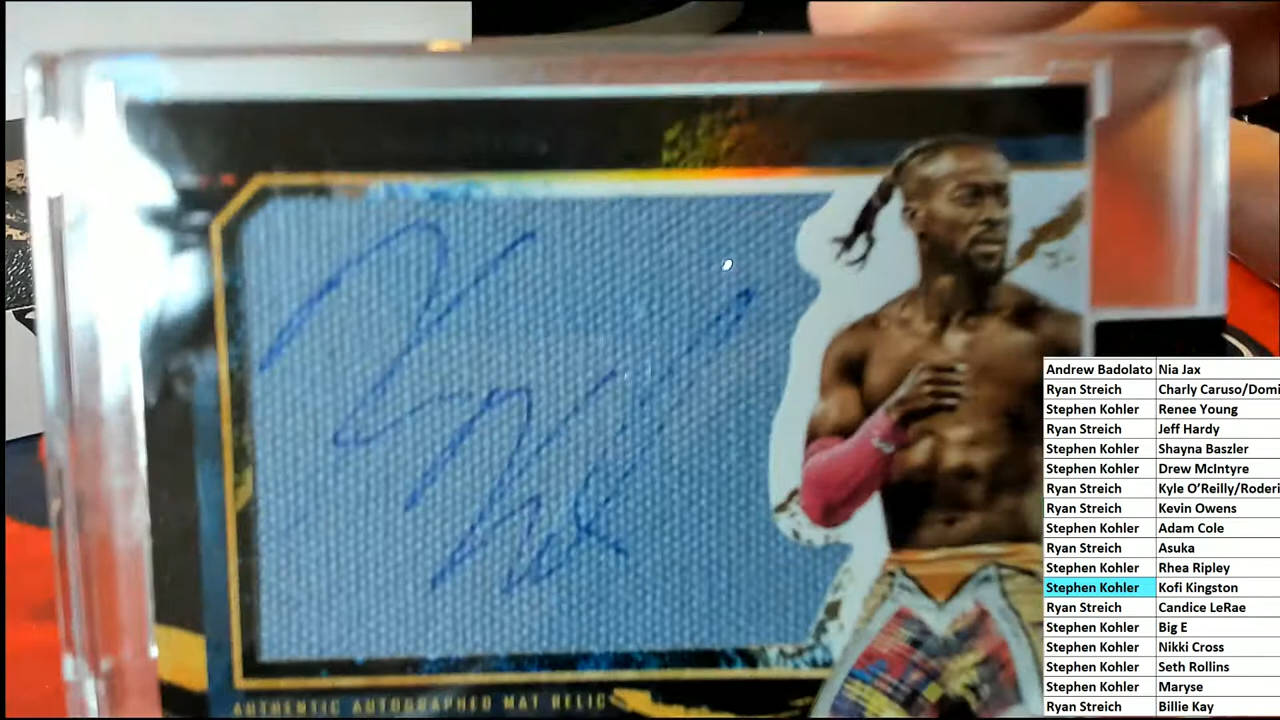 AUTHENTIC AUTOGRAPHED MAT RELIC
Andrew Badolato Nia Jax
Ryan Streich Charly Caruso/Domi
Stephen Kohler Renee Young
Ryan Streich Jeff Hardy
Stephen Kohler Shayna Baszler
Stephen Kohler Drew McIntyre
Ryan Streich Kyle O’Reilly/Roderi
Ryan Streich Kevin Owens
Stephen Kohler Adam Cole
Ryan Streich Asuka
Stephen Kohler Rhea Ripley
Stephen Kohler Kofi Kingston
Ryan Streich Candice LeRae
Stephen Kohler Big E
Stephen Kohler Nikki Cross
Stephen Kohler Seth Rollins
Stephen Kohler Maryse
Ryan Streich Billie Kay